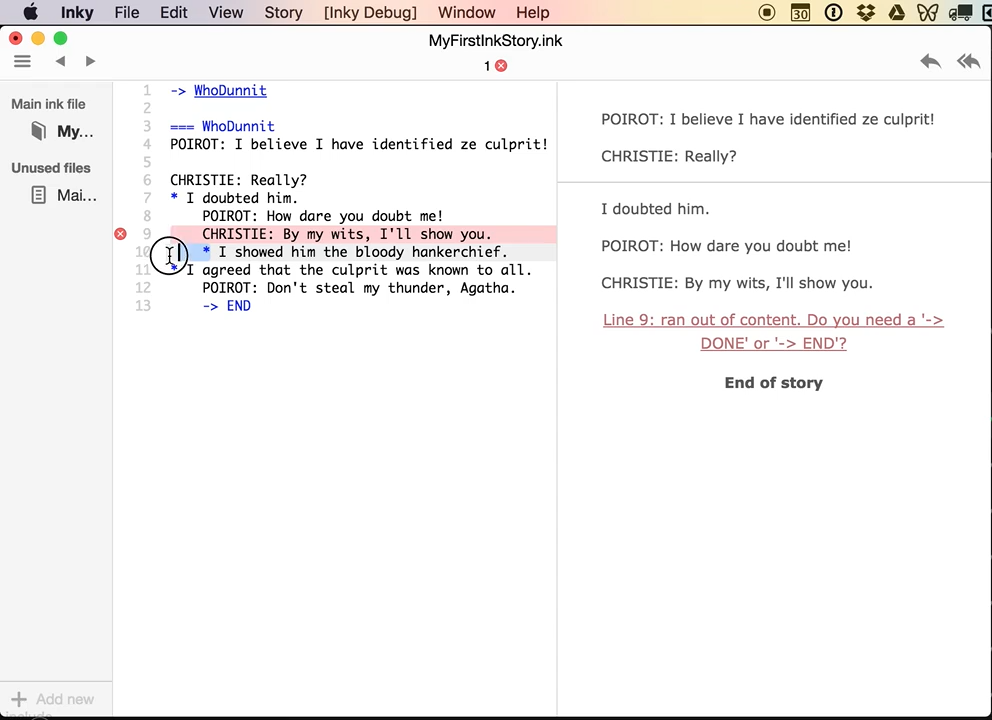 Inky File Edit View Story [Inky Debug] Window Help 30
MyFirstInkStory.ink
1
Main ink file
My...
Unused files
Mai...
Add new
include
1 -> WhoDunnit
2
3 === WhoDunnit
4 POIROT: I believe I have identified ze culprit!
5
6 CHRISTIE: Really?
7 * I doubted him.
8 POIROT: How dare you doubt me!
9 CHRISTIE: By my wits, I'll show you.
10 * I showed him the bloody hankerchief.
11 * I agreed that the culprit was known to all.
12 POIROT: Don't steal my thunder, Agatha.
13 -> END
POIROT: I believe I have identified ze culprit!
CHRISTIE: Really?
I doubted him.
POIROT: How dare you doubt me!
CHRISTIE: By my wits, I'll show you.
Line 9: ran out of content. Do you need a '->
DONE' or '-> END'?
End of story